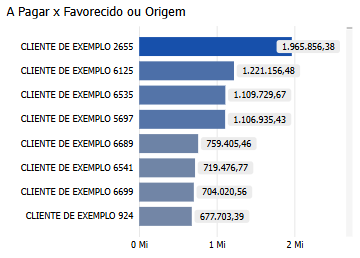 A Pagar x Favorecido ou Origem
CLIENTE DE EXEMPLO 2655 1.965.856,38
CLIENTE DE EXEMPLO 6125 1.221.156,48
CLIENTE DE EXEMPLO 6535 1.109.729,67
CLIENTE DE EXEMPLO 5697 1.106.935,43
CLIENTE DE EXEMPLO 6689 759.405,46
CLIENTE DE EXEMPLO 6541 719.476,77
CLIENTE DE EXEMPLO 6699 704.020,56
CLIENTE DE EXEMPLO 924 677.703,39
0 Mi 1 Mi 2 Mi